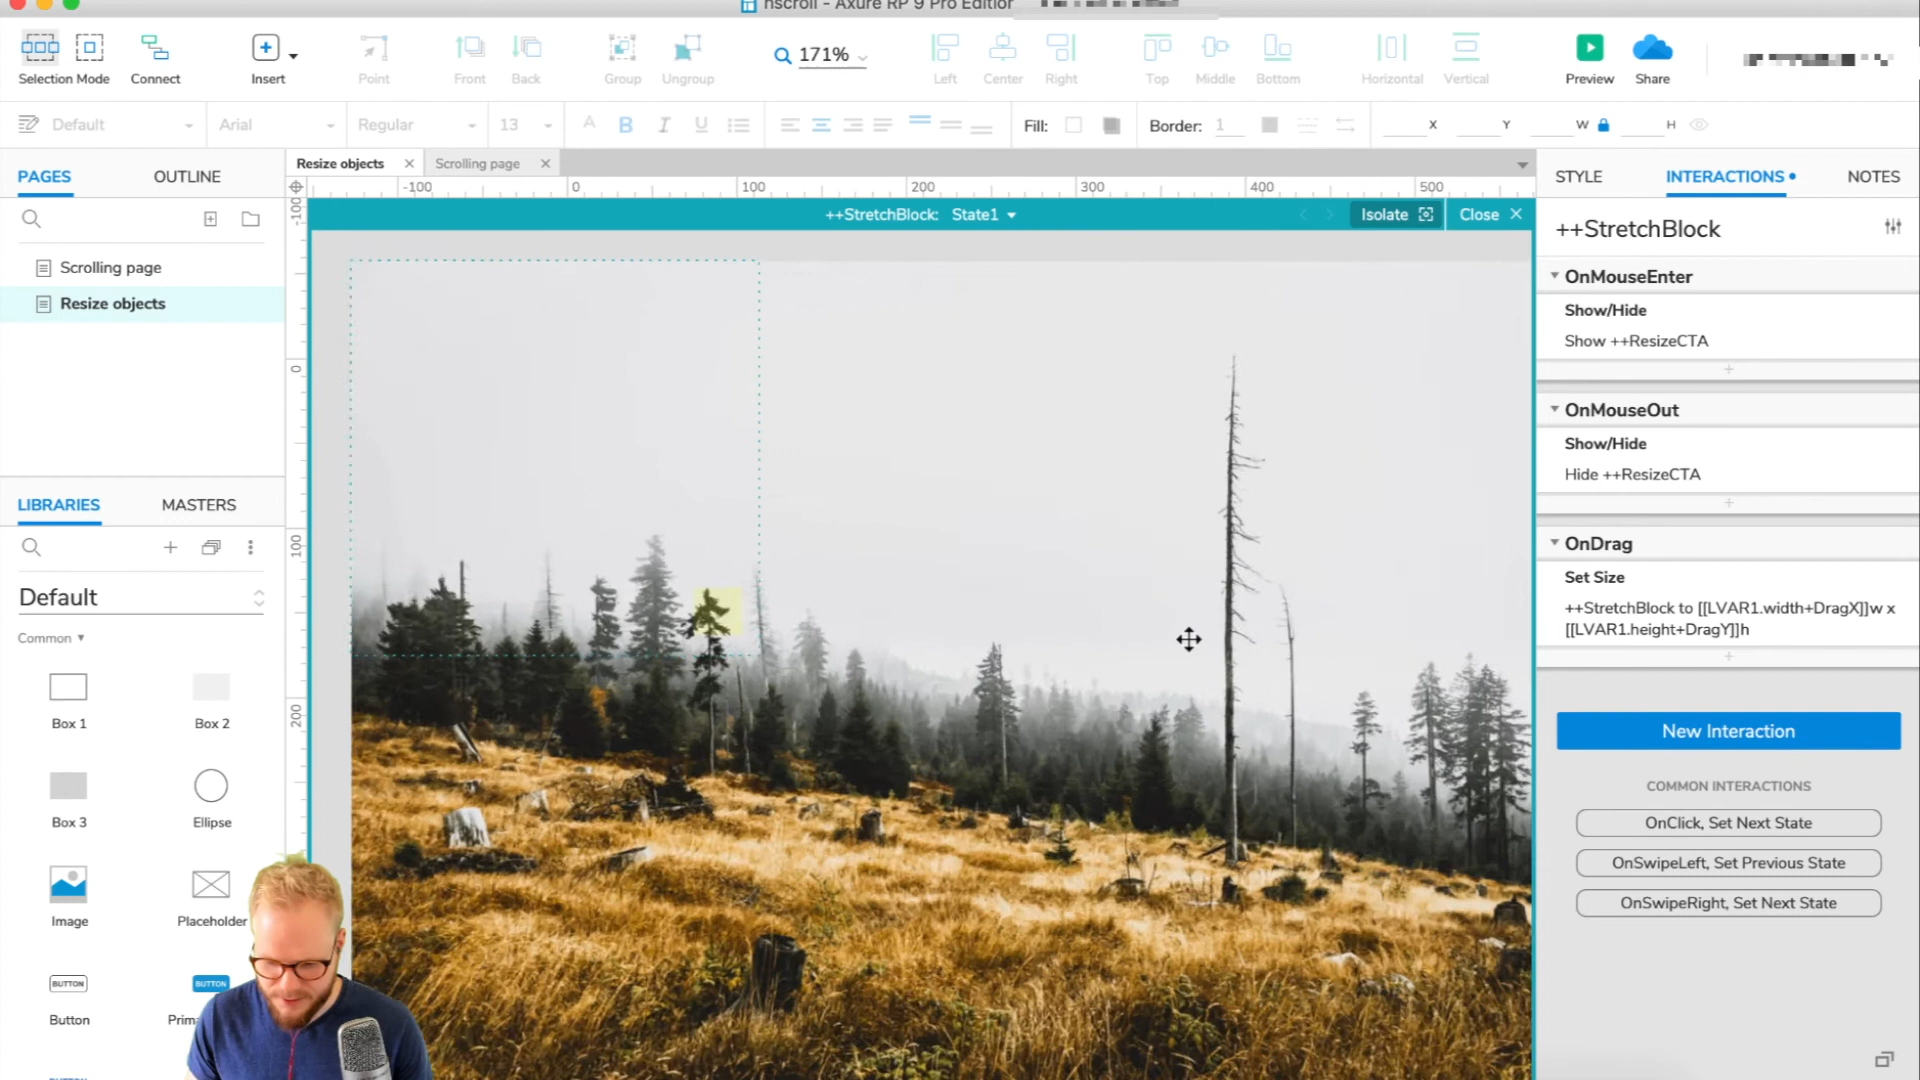 hscroll - Axure RP 9 Pro Edition
Selection Mode
Connect
Insert
Point
Front
Back
Group
Ungroup
171%
Left
Center
Right
Top
Middle
Bottom
Horizontal
Vertical
Preview
Share
Default
Arial
Regular
13
A
B
I
U
Fill:
Border:
1
X
Y
W
H
PAGES
OUTLINE
Scrolling page
Resize objects
LIBRARIES
MASTERS
Default
Common
Box 1
Box 2
Box 3
Ellipse
Image
Placeholder
BUTTON
Button
BUTTON
Resize objects
Scrolling page
-100
0
100
200
300
400
500
-100
0
100
200
++StretchBlock: State1
Isolate
Close
STYLE
INTERACTIONS
NOTES
++StretchBlock
OnMouseEnter
Show/Hide
Show ++ResizeCTA
OnMouseOut
Show/Hide
Hide ++ResizeCTA
OnDrag
Set Size
++StretchBlock to [[LVAR1.width+DragX]]w x
[[LVAR1.height+DragY]]h
New Interaction
COMMON INTERACTIONS
OnClick, Set Next State
OnSwipeLeft, Set Previous State
OnSwipeRight, Set Next State